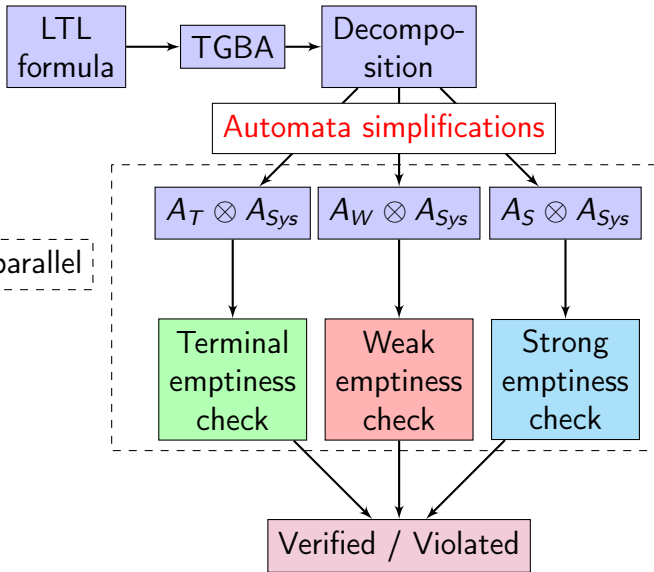 LTL
formula
TGBA
Decompo-
sition
Automata simplifications
A_T ⊗ A_Sys
A_W ⊗ A_Sys
A_S ⊗ A_Sys
parallel
Terminal
emptiness
check
Weak
emptiness
check
Strong
emptiness
check
Verified / Violated